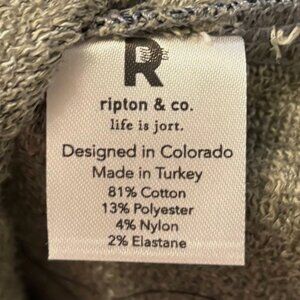 R
ripton & co.
life is jort.
Designed in Colorado
Made in Turkey
81% Cotton
13% Polyester
4% Nylon
2% Elastane